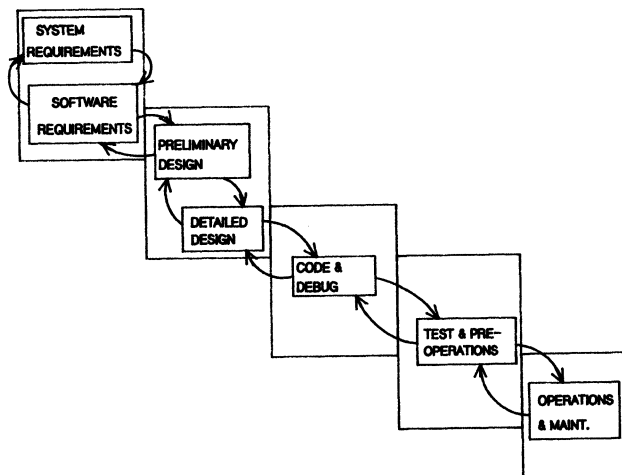 SYSTEM
REQUIREMENTS
SOFTWARE
REQUIREMENTS
PRELIMINARY
DESIGN
DETAILED
DESIGN
CODE &
DEBUG
TEST & PRE-
OPERATIONS
OPERATIONS
& MAINT.